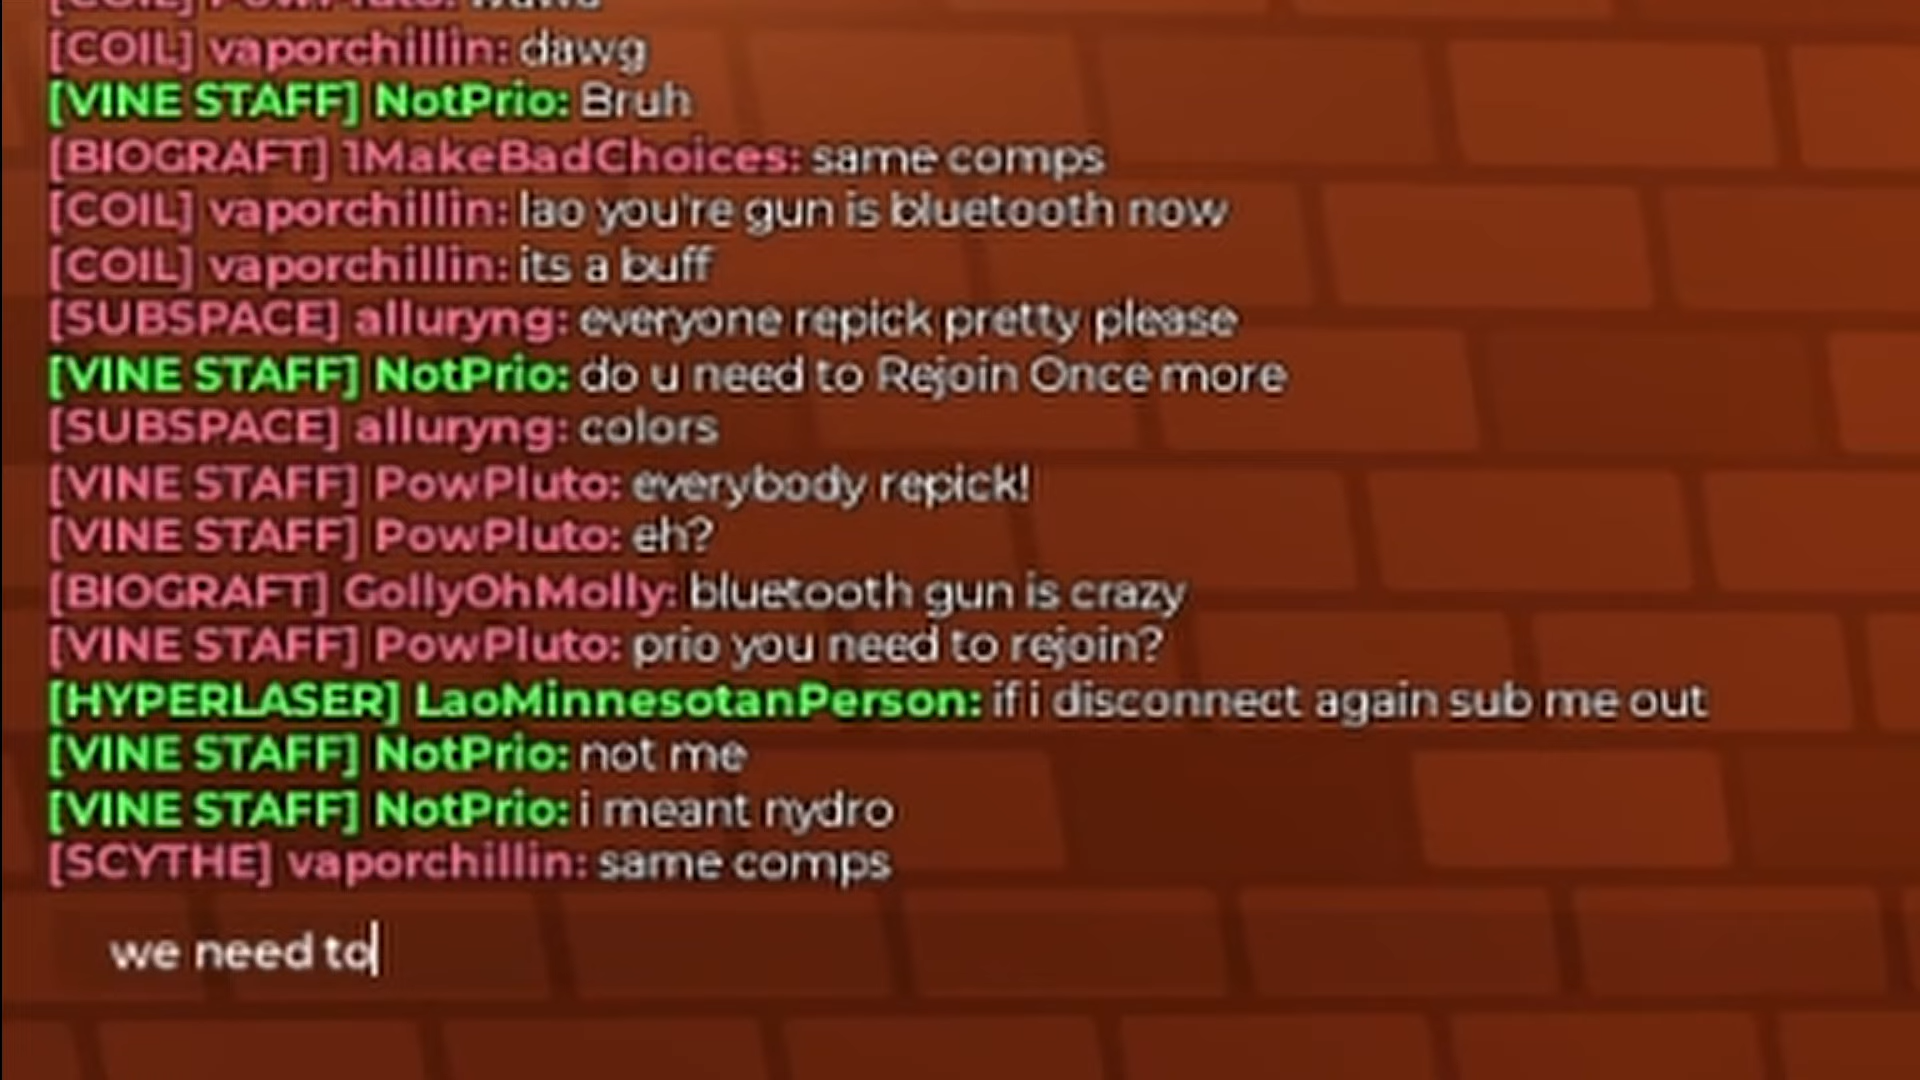 [COIL] PowPluto:
[COIL] vaporchillin: dawg
[VINE STAFF] NotPrio: Bruh
[BIOGRAFT] 1MakeBadChoices: same comps
[COIL] vaporchillin: lao you're gun is bluetooth now
[COIL] vaporchillin: its a buff
[SUBSPACE] alluryng: everyone repick pretty please
[VINE STAFF] NotPrio: do u need to Rejoin Once more
[SUBSPACE] alluryng: colors
[VINE STAFF] PowPluto: everybody repick!
[VINE STAFF] PowPluto: eh?
[BIOGRAFT] GollyOhMolly: bluetooth gun is crazy
[VINE STAFF] PowPluto: prio you need to rejoin?
[HYPERLASER] LaoMinnesotanPerson: if i disconnect again sub me out
[VINE STAFF] NotPrio: not me
[VINE STAFF] NotPrio: i meant nydro
[SCYTHE] vaporchillin: same comps
we need to